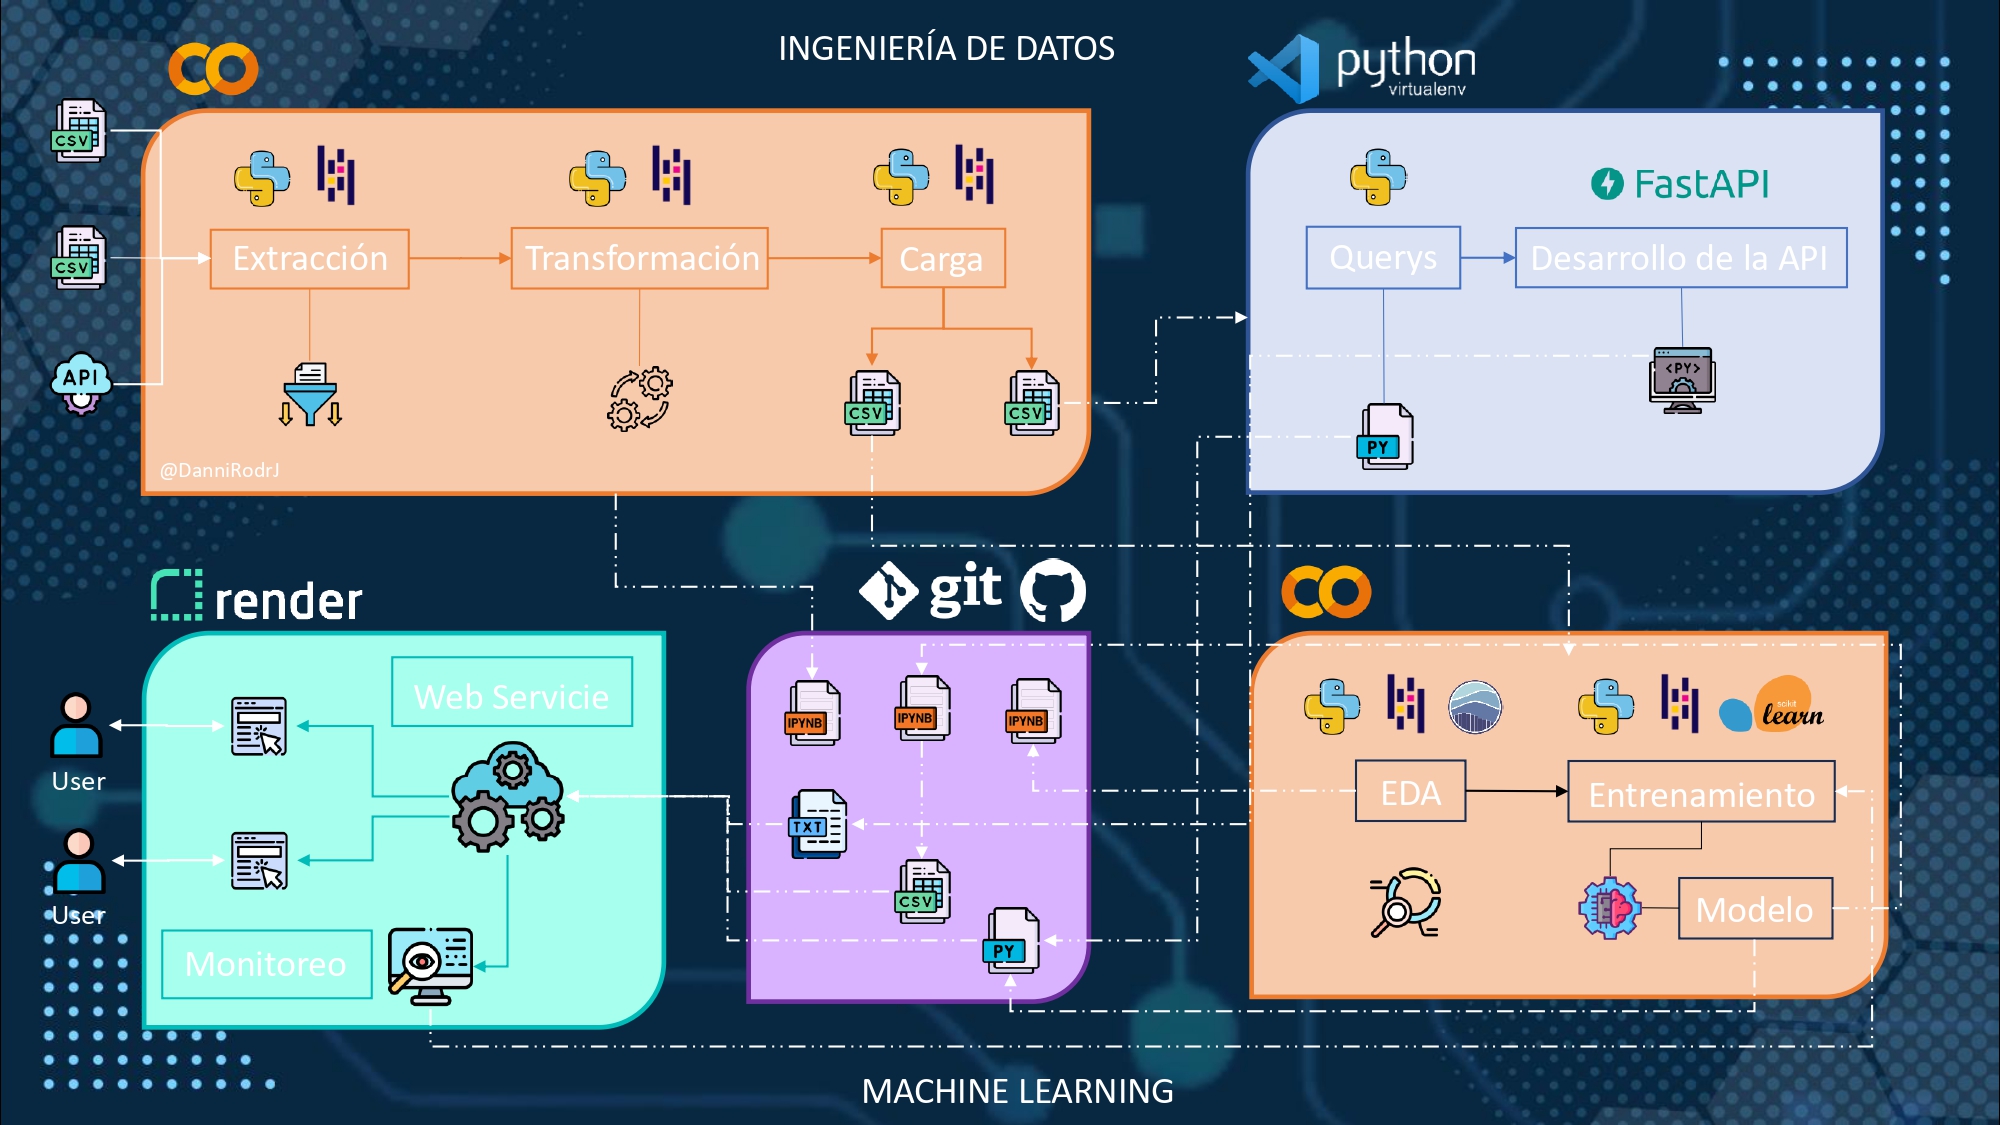 INGENIERÍA DE DATOS
CO
python
virtualenv
CSV
CSV
API
Extracción
Transformación
Carga
CSV
CSV
@DanniRodrJ
FastAPI
Querys
Desarrollo de la API
<PY>
PY
render
git
CO
Web Servicie
User
User
Monitoreo
IPYNB
IPYNB
IPYNB
TXT
CSV
PY
scikit
learn
EDA
Entrenamiento
Modelo
MACHINE LEARNING